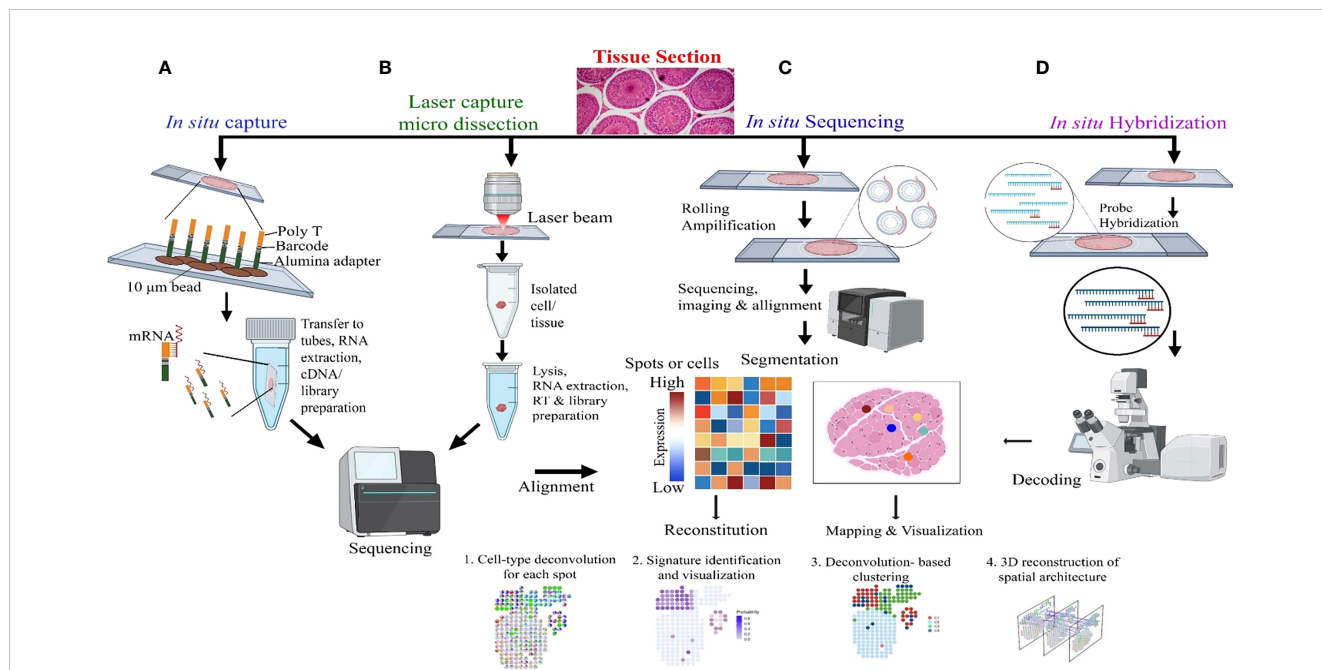 Tissue Section
A
B
C
D
In situ capture
Laser capture
micro dissection
In situ Sequencing
In situ Hybridization
Poly T
Barcode
Alumina adapter
10 µm bead
mRNA
Transfer to
tubes, RNA
extraction,
cDNA/
library
preparation
Laser beam
Isolated
cell/
tissue
Lysis,
RNA extraction,
RT & library
preparation
Sequencing
Alignment
Rolling
Ampilification
Sequencing,
imaging & allignment
Segmentation
Spots or cells
High
Expression
Low
Probe
Hybridization
Decoding
Reconstitution
Mapping & Visualization
1. Cell-type deconvolution
for each spot
2. Signature identification
and visualization
Probability
3. Deconvolution- based
clustering
4. 3D reconstruction of
spatial architecture